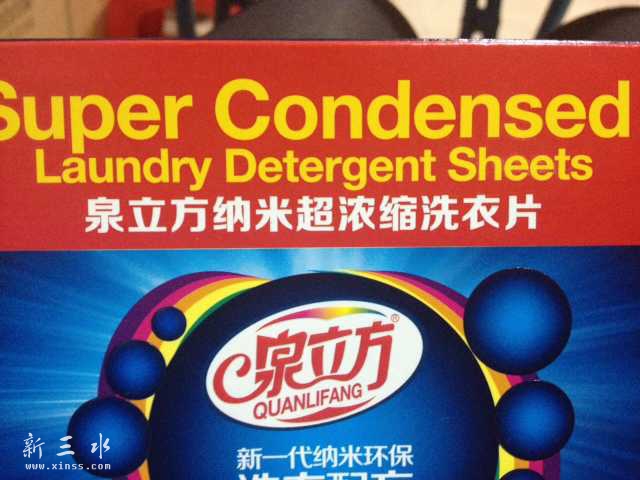 Super Condensed
Laundry Detergent Sheets
泉立方纳米超浓缩洗衣片
泉立方®
QUANLIFANG
新一代纳米环保
新三水
www.xinss.com